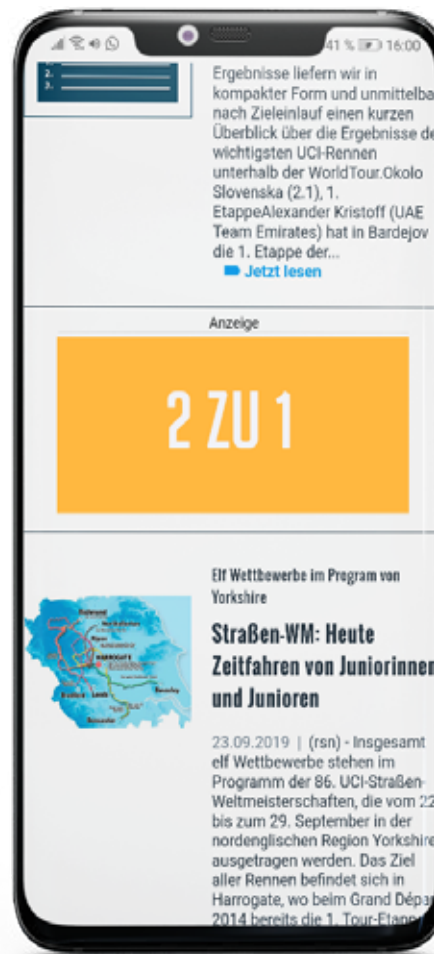 41 % 16:00
1.
2.
3.
Ergebnisse liefern wir in
kompakter Form und unmittelba
nach Zieleinlauf einen kurzen
Überblick über die Ergebnisse de
wichtigsten UCI-Rennen
unterhalb der WorldTour.Okolo
Slovenska (2.1), 1.
EtappeAlexander Kristoff (UAE
Team Emirates) hat in Bardejov
die 1. Etappe der...
Jetzt lesen
Anzeige
2 ZU 1
HARROGATE
Elf Wettbewerbe im Program von
Yorkshire
Straßen-WM: Heute
Zeitfahren von Juniorinnen
und Junioren
23.09.2019 | (rsn) - Insgesamt
elf Wettbewerbe stehen im
Programm der 86. UCI-Straßen-
Weltmeisterschaften, die vom 22
bis zum 29. September in der
nordenglischen Region Yorkshire
ausgetragen werden. Das Ziel
aller Rennen befindet sich in
Harrogate, wo beim Grand Dépar
2014 bereits die 1. Tour-Etappe